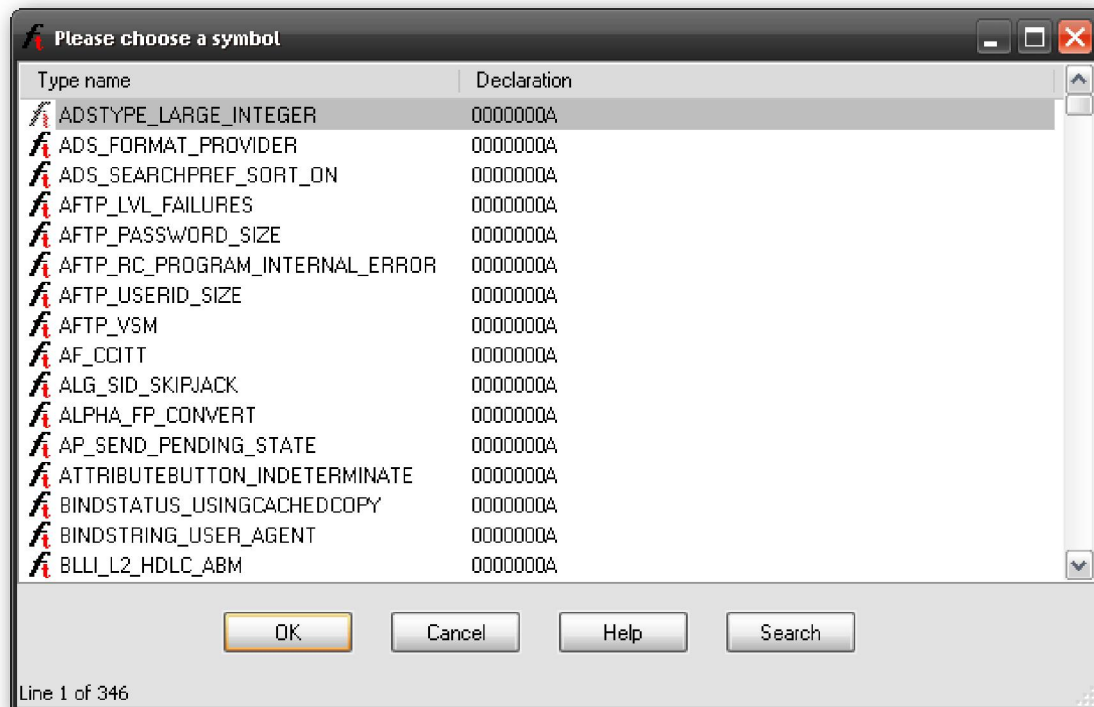 Please choose a symbol
Type name Declaration
ADSTYPE_LARGE_INTEGER 0000000A
ADS_FORMAT_PROVIDER 0000000A
ADS_SEARCHPREF_SORT_ON 0000000A
AFTP_LVL_FAILURES 0000000A
AFTP_PASSWORD_SIZE 0000000A
AFTP_RC_PROGRAM_INTERNAL_ERROR 0000000A
AFTP_USERID_SIZE 0000000A
AFTP_VSM 0000000A
AF_CCITT 0000000A
ALG_SID_SKIPJACK 0000000A
ALPHA_FP_CONVERT 0000000A
AP_SEND_PENDING_STATE 0000000A
ATTRIBUTEBUTTON_INDETERMINATE 0000000A
BINDSTATUS_USINGCACHEDCOPY 0000000A
BINDSTRING_USER_AGENT 0000000A
BLLI_L2_HDLC_ABM 0000000A
OK Cancel Help Search
Line 1 of 346